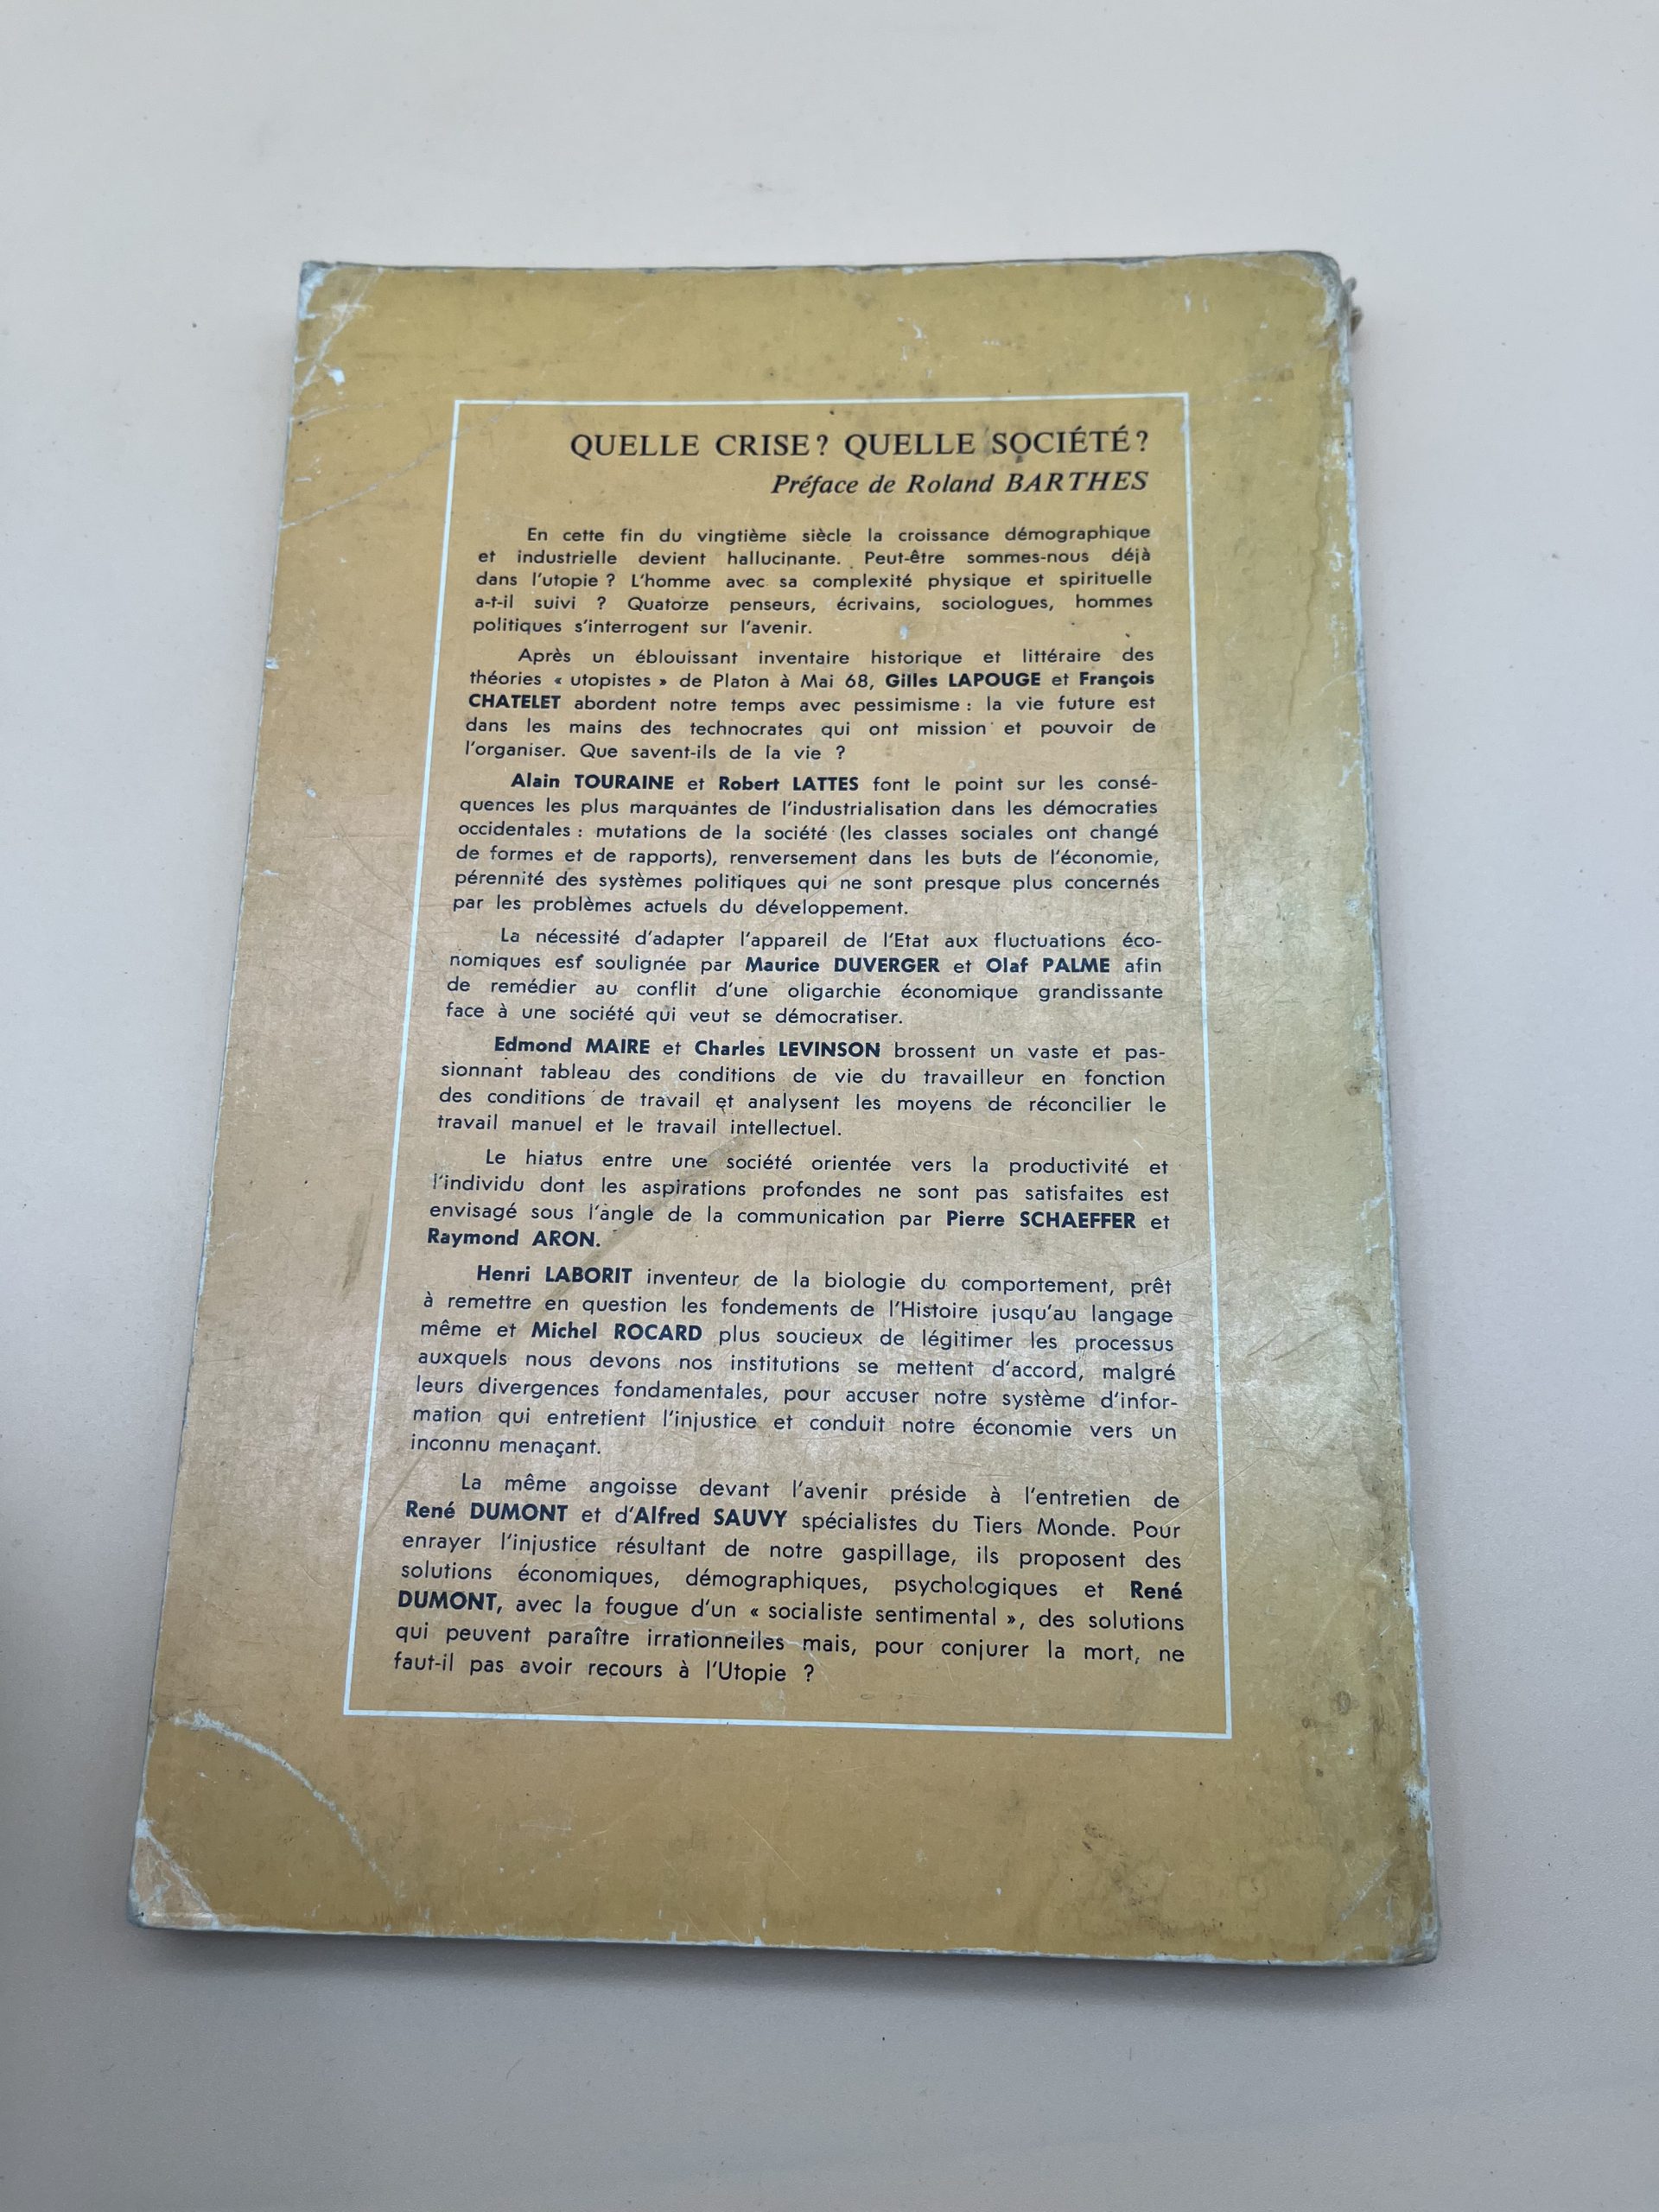 QUELLE CRISE ? QUELLE SOCIÉTÉ ?
Préface de Roland BARTHES
En cette fin du vingtième siècle la croissance démographique
et industrielle devient hallucinante. Peut-être sommes-nous déjà
dans l'utopie ? L'homme avec sa complexité physique et spirituelle
a-t-il suivi ? Quatorze penseurs, écrivains, sociologues, hommes
politiques s'interrogent sur l'avenir.
Après un éblouissant inventaire historique et littéraire des
théories « utopistes » de Platon à Mai 68, Gilles LAPOUGE et François
CHATELET abordent notre temps avec pessimisme : la vie future est
dans les mains des technocrates qui ont mission et pouvoir de
l'organiser. Que savent-ils de la vie ?
Alain TOURAINE et Robert LATTES font le point sur les consé-
quences les plus marquantes de l'industrialisation dans les démocraties
occidentales : mutations de la société (les classes sociales ont changé
de formes et de rapports), renversement dans les buts de l'économie,
pérennité des systèmes politiques qui ne sont presque plus concernés
par les problèmes actuels du développement.
La nécessité d'adapter l'appareil de l'Etat aux fluctuations éco-
nomiques est soulignée par Maurice DUVERGER et Olaf PALME afin
de remédier au conflit d'une oligarchie économique grandissante
face à une société qui veut se démocratiser.
Edmond MAIRE et Charles LEVINSON brossent un vaste et pas-
sionnant tableau des conditions de vie du travailleur en fonction
des conditions de travail et analysent les moyens de réconcilier le
travail manuel et le travail intellectuel.
Le hiatus entre une société orientée vers la productivité et
l'individu dont les aspirations profondes ne sont pas satisfaites est
envisagé sous l'angle de la communication par Pierre SCHAEFFER et
Raymond ARON.
Henri LABORIT inventeur de la biologie du comportement, prêt
à remettre en question les fondements de l'Histoire jusqu'au langage
même et Michel ROCARD plus soucieux de légitimer les processus
auxquels nous devons nos institutions se mettent d'accord, malgré
leurs divergences fondamentales, pour accuser notre système d'infor-
mation qui entretient l'injustice et conduit notre économie vers un
inconnu menaçant.
La même angoisse devant l'avenir préside à l'entretien de
René DUMONT et d'Alfred SAUVY spécialistes du Tiers Monde. Pour
enrayer l'injustice résultant de notre gaspillage, ils proposent des
solutions économiques, démographiques, psychologiques et René
DUMONT, avec la fougue d'un « socialiste sentimental », des solutions
qui peuvent paraître irrationnelles mais, pour conjurer la mort, ne
faut-il pas avoir recours à l'Utopie ?